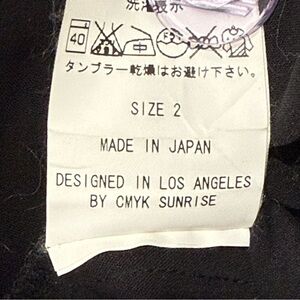 洗濯表示
40
タンブラー乾燥はお避け下さい。
SIZE 2
MADE IN JAPAN
DESIGNED IN LOS ANGELES
BY CMYK SUNRISE